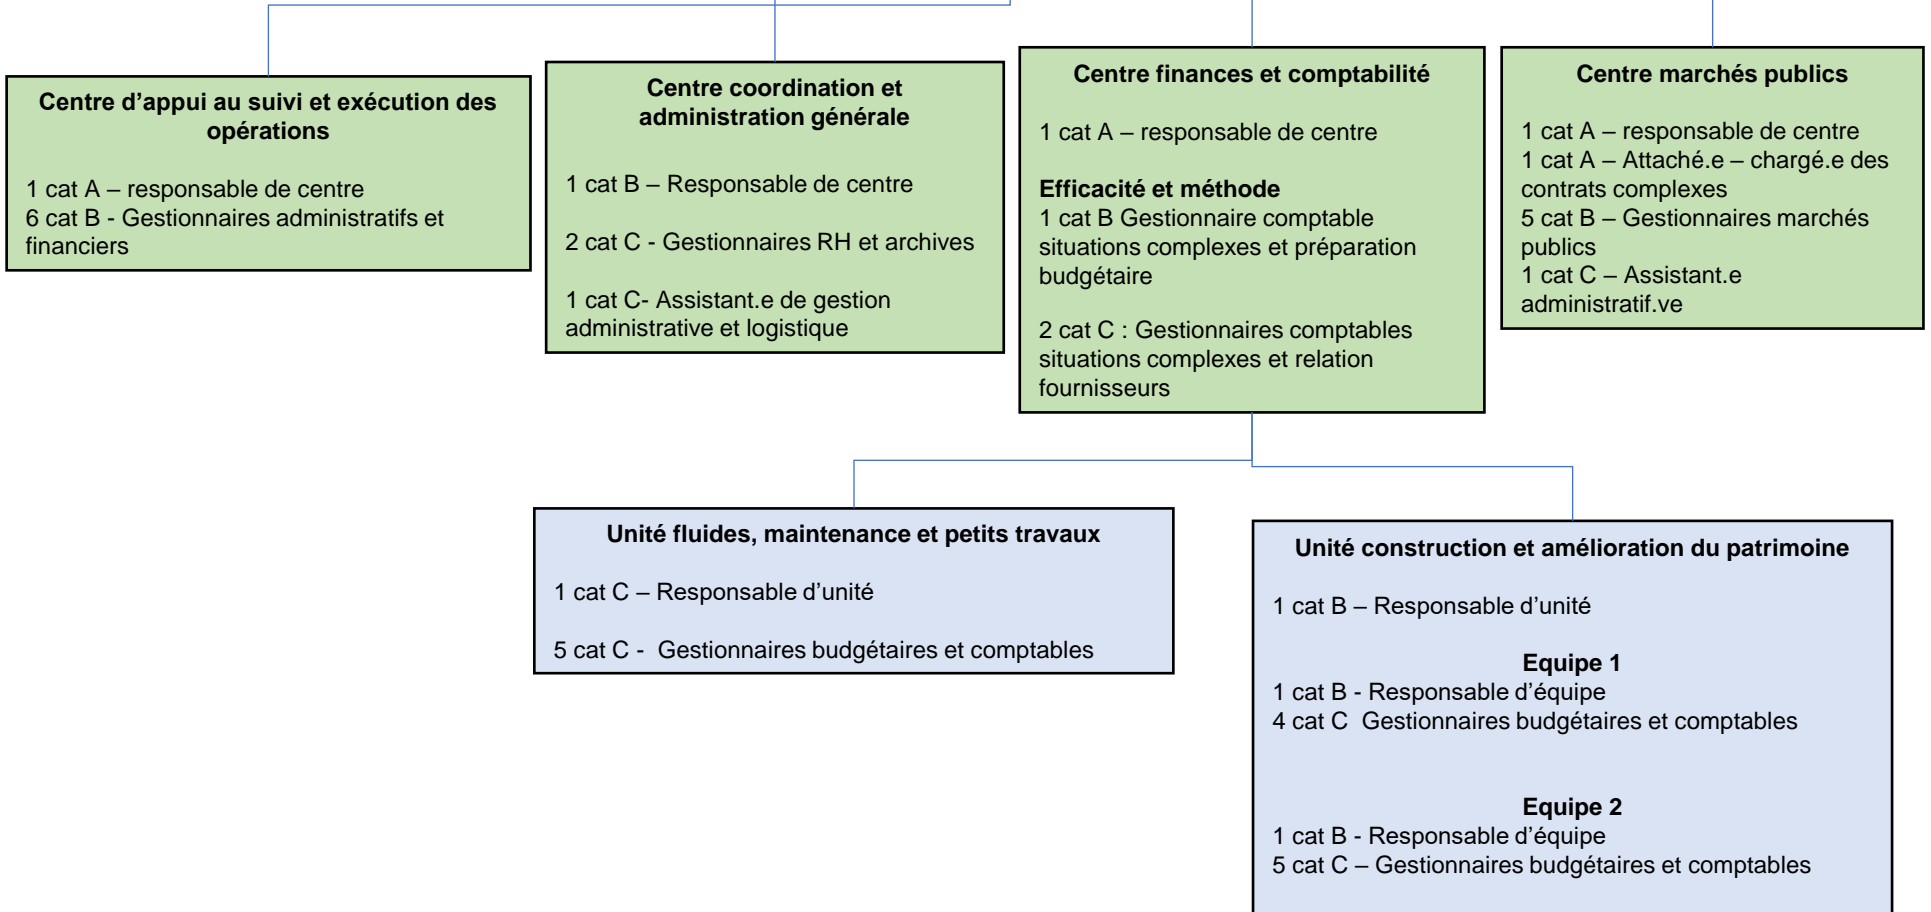 Centre d’appui au suivi et exécution des
opérations
1 cat A – responsable de centre
6 cat B - Gestionnaires administratifs et
financiers
Centre coordination et
administration générale
1 cat B – Responsable de centre
2 cat C - Gestionnaires RH et archives
1 cat C- Assistant.e de gestion
administrative et logistique
Centre finances et comptabilité
1 cat A – responsable de centre
Efficacité et méthode
1 cat B Gestionnaire comptable
situations complexes et préparation
budgétaire
2 cat C : Gestionnaires comptables
situations complexes et relation
fournisseurs
Centre marchés publics
1 cat A – responsable de centre
1 cat A – Attaché.e – chargé.e des
contrats complexes
5 cat B – Gestionnaires marchés
publics
1 cat C – Assistant.e
administratif.ve
Unité fluides, maintenance et petits travaux
1 cat C – Responsable d’unité
5 cat C -  Gestionnaires budgétaires et comptables
Unité construction et amélioration du patrimoine
1 cat B – Responsable d’unité
Equipe 1
1 cat B - Responsable d’équipe
4 cat C  Gestionnaires budgétaires et comptables
Equipe 2
1 cat B - Responsable d’équipe
5 cat C – Gestionnaires budgétaires et comptables